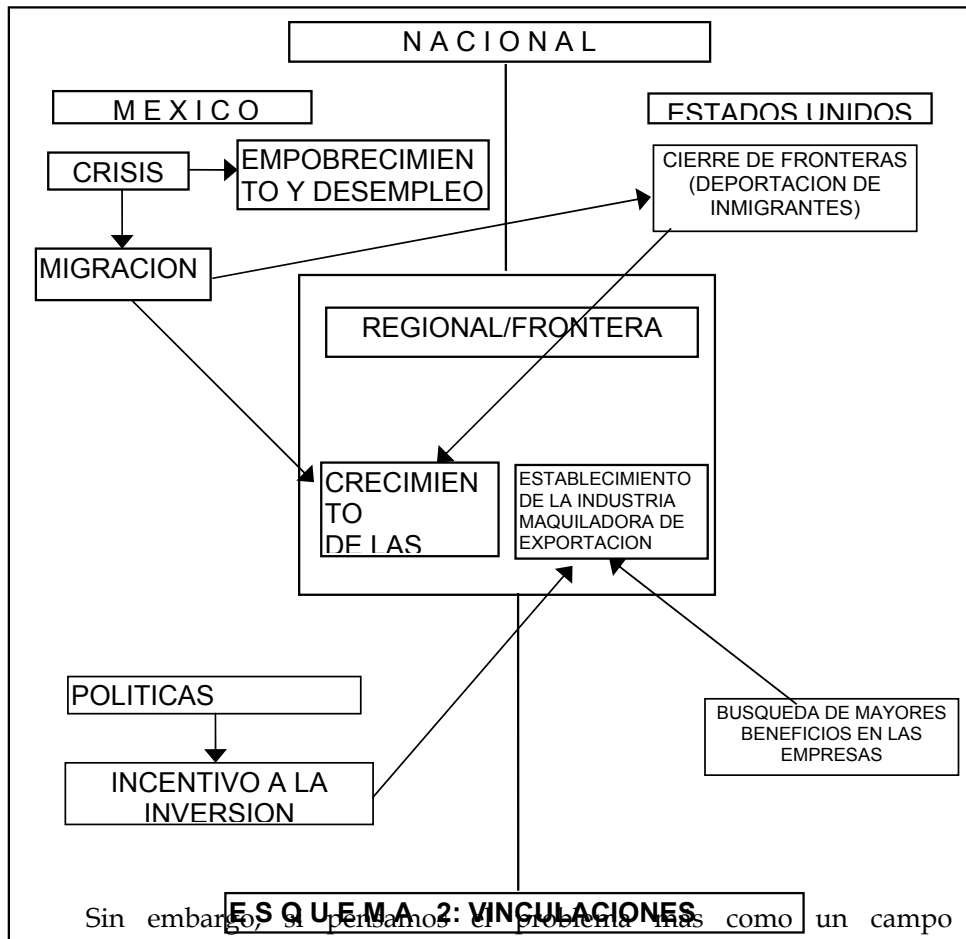 N A C I O N A L
M E X I C O
ESTADOS UNIDOS
CRISIS
EMPOBRECIMIEN
TO Y DESEMPLEO
CIERRE DE FRONTERAS
(DEPORTACION DE
INMIGRANTES)
MIGRACION
REGIONAL/FRONTERA
CRECIMIEN
TO
DE LAS
ESTABLECIMIENTO
DE LA INDUSTRIA
MAQUILADORA DE
EXPORTACION
POLITICAS
INCENTIVO A LA
INVERSION
BUSQUEDA DE MAYORES
BENEFICIOS EN LAS
EMPRESAS
E S Q U E M A 2: VINCULACIONES
Sin embargo, si pensamos el problema más como un campo